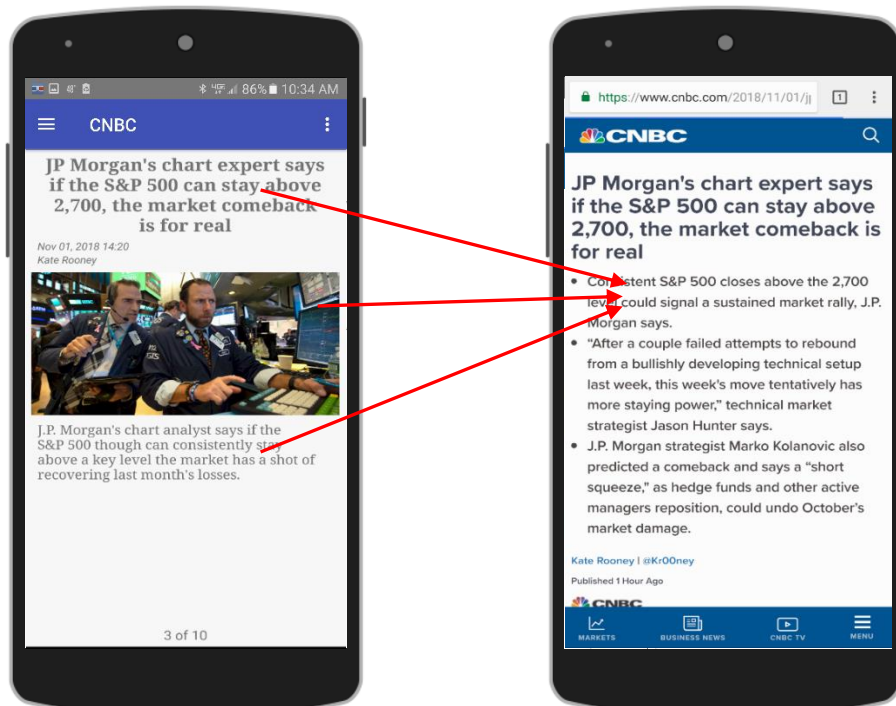 86% 10:34 AM
CNBC
JP Morgan's chart expert says
if the S&P 500 can stay above
2,700, the market comeback
is for real
Nov 01, 2018 14:20
Kate Rooney
J.P. Morgan's chart analyst says if the
S&P 500 though can consistently stay
above a key level the market has a shot of
recovering last month's losses.
3 of 10
https://www.cnbc.com/2018/11/01/j
1
CNBC
JP Morgan's chart expert says
if the S&P 500 can stay above
2,700, the market comeback is
for real
• Consistent S&P 500 closes above the 2,700
level could signal a sustained market rally, J.P.
Morgan says.
• “After a couple failed attempts to rebound
from a bullishly developing technical setup
last week, this week's move tentatively has
more staying power,” technical market
strategist Jason Hunter says.
• J.P. Morgan strategist Marko Kolanovic also
predicted a comeback and says a “short
squeeze,” as hedge funds and other active
managers reposition, could undo October's
market damage.
Kate Rooney | @Kr00ney
Published 1 Hour Ago
CNBC
MARKETS
BUSINESS NEWS
CNBC TV
MENU